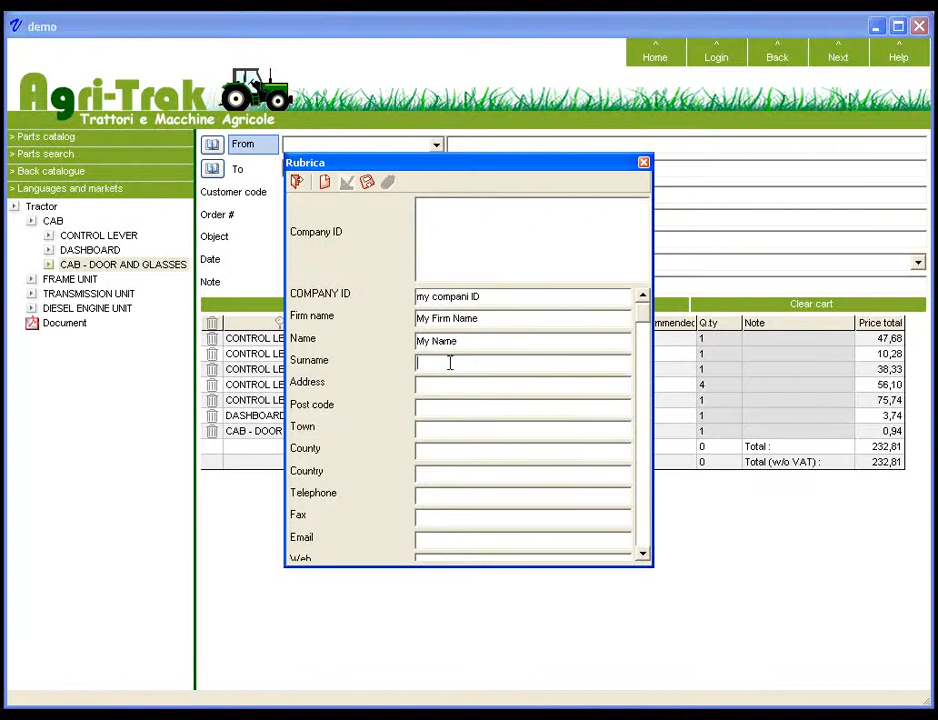 demo
^ ^ ^ ^ ^
Home Login Back Next Help
Agri-Trak
Trattori e Macchine Agricole
> Parts catalog
> Parts search
> Back catalogue
> Languages and markets
Tractor
CAB
CONTROL LEVER
DASHBOARD
CAB - DOOR AND GLASSES
FRAME UNIT
TRANSMISSION UNIT
DIESEL ENGINE UNIT
Document
From
To
Customer code
Order #
Object
Date
Note
Clear cart
Q.ty Note Price total
CONTROL LE 1 47,68
CONTROL LE 1 10,28
CONTROL LE 1 38,33
CONTROL LE 4 56,10
CONTROL LE 1 75,74
DASHBOARD 1 3,74
CAB - DOOR 1 0,94
0 Total : 232,81
0 Total (w/o VAT) : 232,81
Rubrica
Company ID
COMPANY ID my compani ID
Firm name My Firm Name
Name My Name
Surname
Address
Post code
Town
County
Country
Telephone
Fax
Email
Web